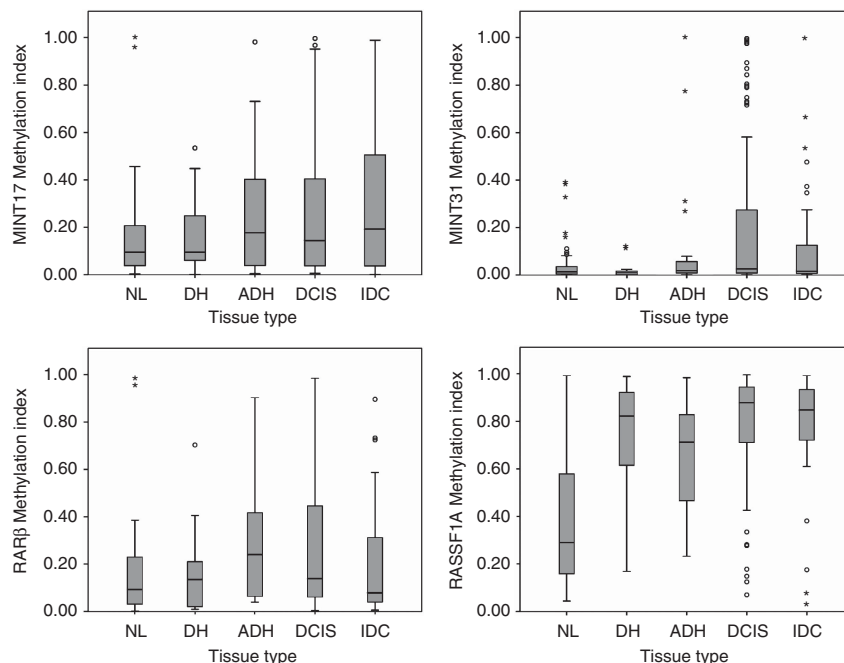 MINT17 Methylation index
1.00
0.80
0.60
0.40
0.20
0.00
NL DH ADH DCIS IDC
Tissue type
MINT31 Methylation index
1.00
0.80
0.60
0.40
0.20
0.00
NL DH ADH DCIS IDC
Tissue type
RARβ Methylation index
1.00
0.80
0.60
0.40
0.20
0.00
NL DH ADH DCIS IDC
Tissue type
RASSF1A Methylation index
1.00
0.80
0.60
0.40
0.20
0.00
NL DH ADH DCIS IDC
Tissue type